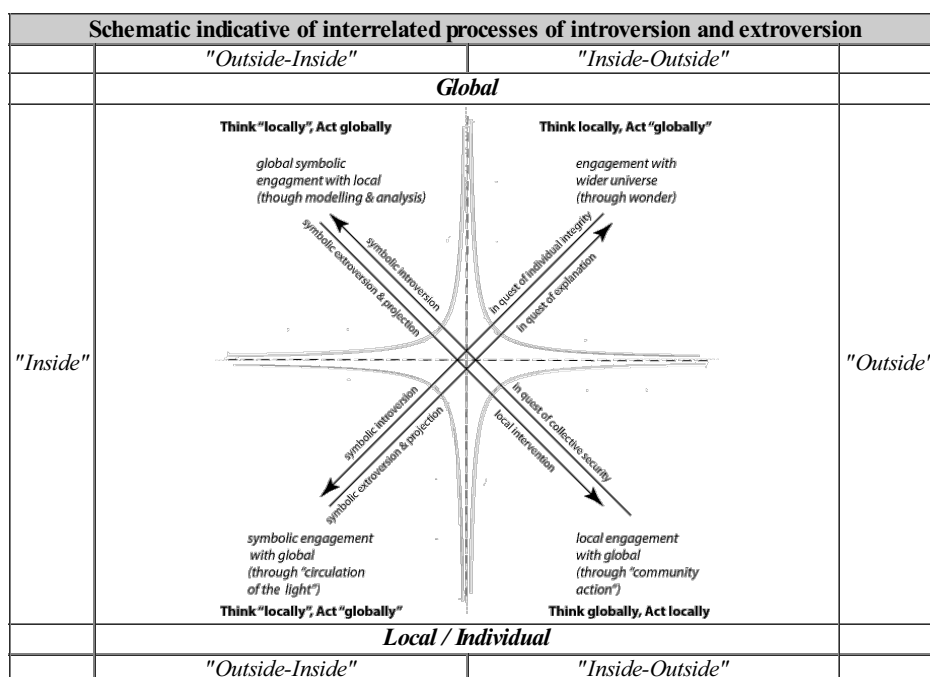 Schematic indicative of interrelated processes of introversion and extroversion
"Outside-Inside" "Inside-Outside"
Global
Think "locally", Act globally
Think locally, Act "globally"
global symbolic
engagment with local
(though modelling & analysis)
engagement with
wider universe
(through wonder)
symbolic introversion
symbolic extroversion & projection
in quest of individual integrity
in quest of explanation
"Inside"
"Outside"
symbolic introversion
symbolic extroversion & projection
in quest of collective security
local intervention
symbolic engagement
with global
(through "circulation
of the light")
local engagement
with global
(through "community
action")
Think "locally", Act "globally"
Think globally, Act locally
Local / Individual
"Outside-Inside" "Inside-Outside"